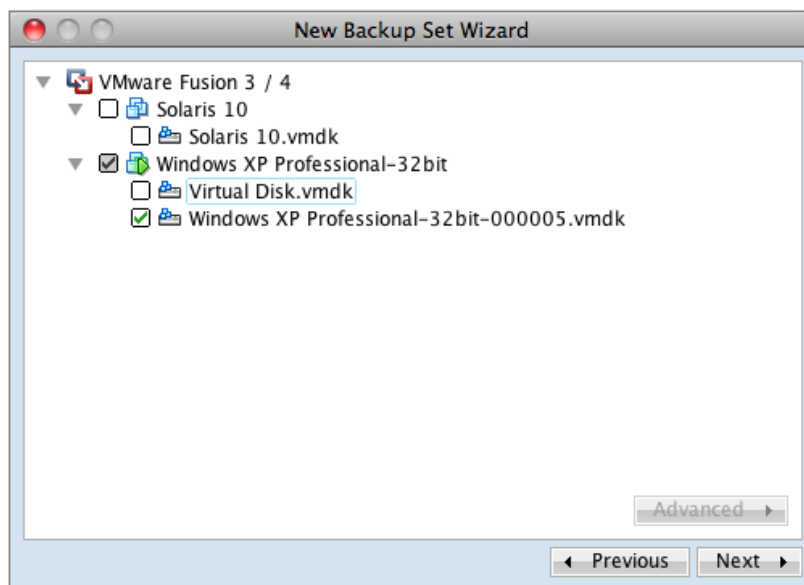 New Backup Set Wizard
VMware Fusion 3 / 4
Solaris 10
Solaris 10.vmdk
Windows XP Professional-32bit
Virtual Disk.vmdk
Windows XP Professional-32bit-000005.vmdk
Advanced
Previous Next